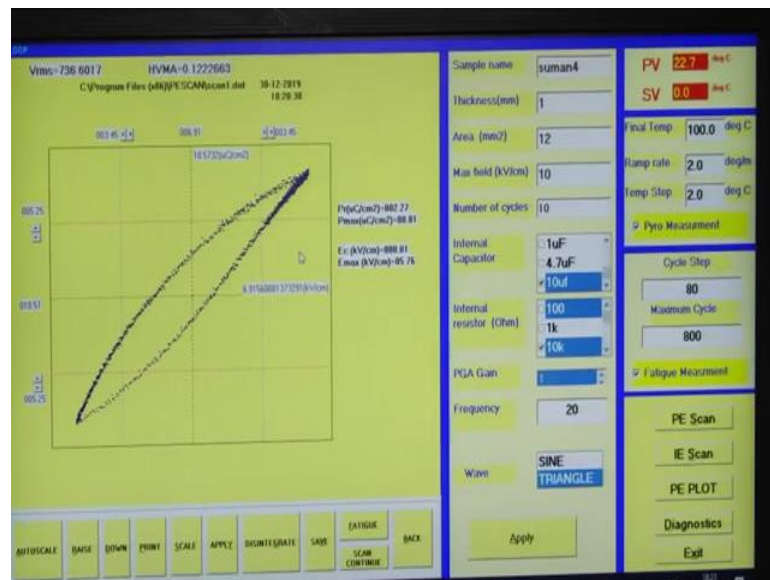 Vrms=736.6017 HVMA=0.1222663
C:\Program Files (x86)\PESCAN\scan1.dat 30-12-2019
10:20:38
003.45 006.91 003.45
10.5732(uC/cm2)
005.25
Pr(uC/cm2)=002.27
Pmax(uC/cm2)=08.81
Ec (kV/cm)=000.81
Emax (kV/cm)=05.76
6.91560001373291(kV/cm)
010.51
005.25
AUTOSCALE
RAISE
DOWN
PRINT
SCALE
APPLY
DISINTEGRATE
SAVE
FATIGUE
SCAN
CONTINUE
BACK
Sample name suman4
Thickness(mm) 1
Area (mm2) 12
Max field (kV/cm) 10
Number of cycles 10
Internal
Capacitor
1uF
4.7uF
10uf
Internal
resistor (Ohm)
100
1k
10k
PGA Gain 1
Frequency 20
Wave
SINE
TRIANGLE
Apply
PV 22.7 deg C
SV 0.0 deg C
Final Temp 100.0 deg C
Ramp rate 2.0 deg/m
Temp Step 2.0 deg C
Pyro Measurment
Cycle Step
80
Maximum Cycle
800
Fatigue Measrment
PE Scan
IE Scan
PE PLOT
Diagnostics
Exit